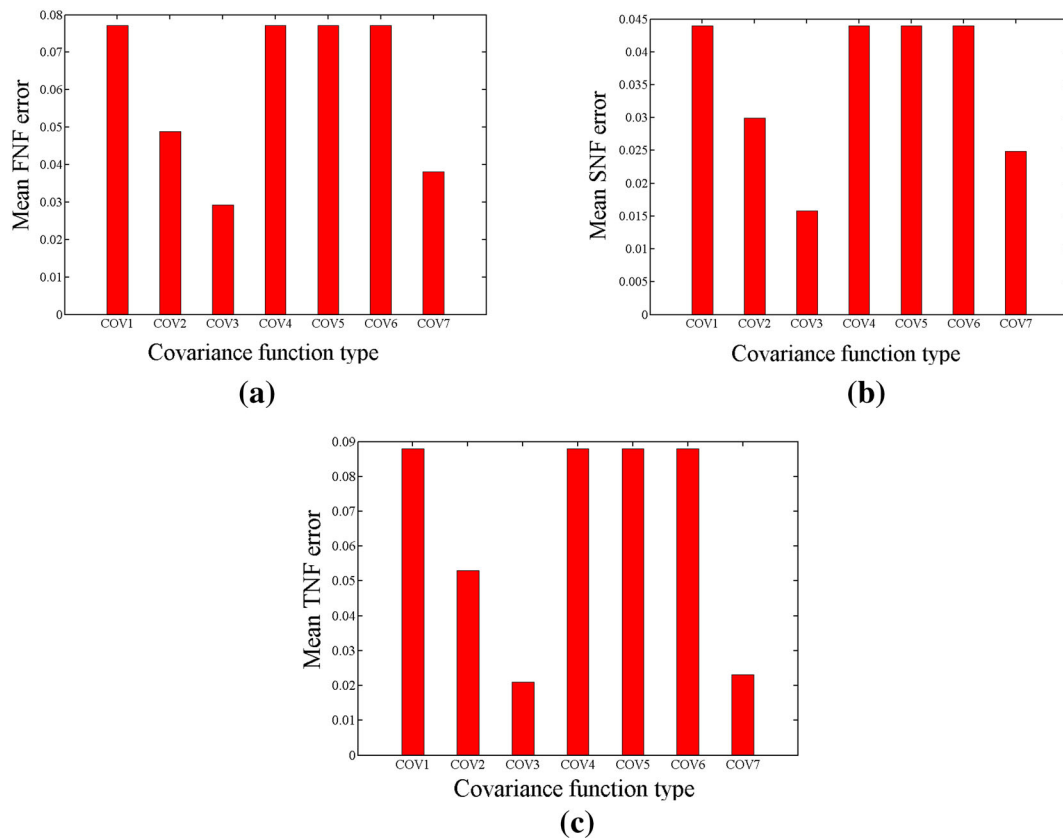 0.08
0.07
0.06
0.05
0.04
0.03
0.02
0.01
0
Mean FNF error
COV1 COV2 COV3 COV4 COV5 COV6 COV7
Covariance function type
(a)
0.045
0.04
0.035
0.03
0.025
0.02
0.015
0.01
0.005
0
Mean SNF error
COV1 COV2 COV3 COV4 COV5 COV6 COV7
Covariance function type
(b)
0.09
0.08
0.07
0.06
0.05
0.04
0.03
0.02
0.01
0
Mean TNF error
COV1 COV2 COV3 COV4 COV5 COV6 COV7
Covariance function type
(c)